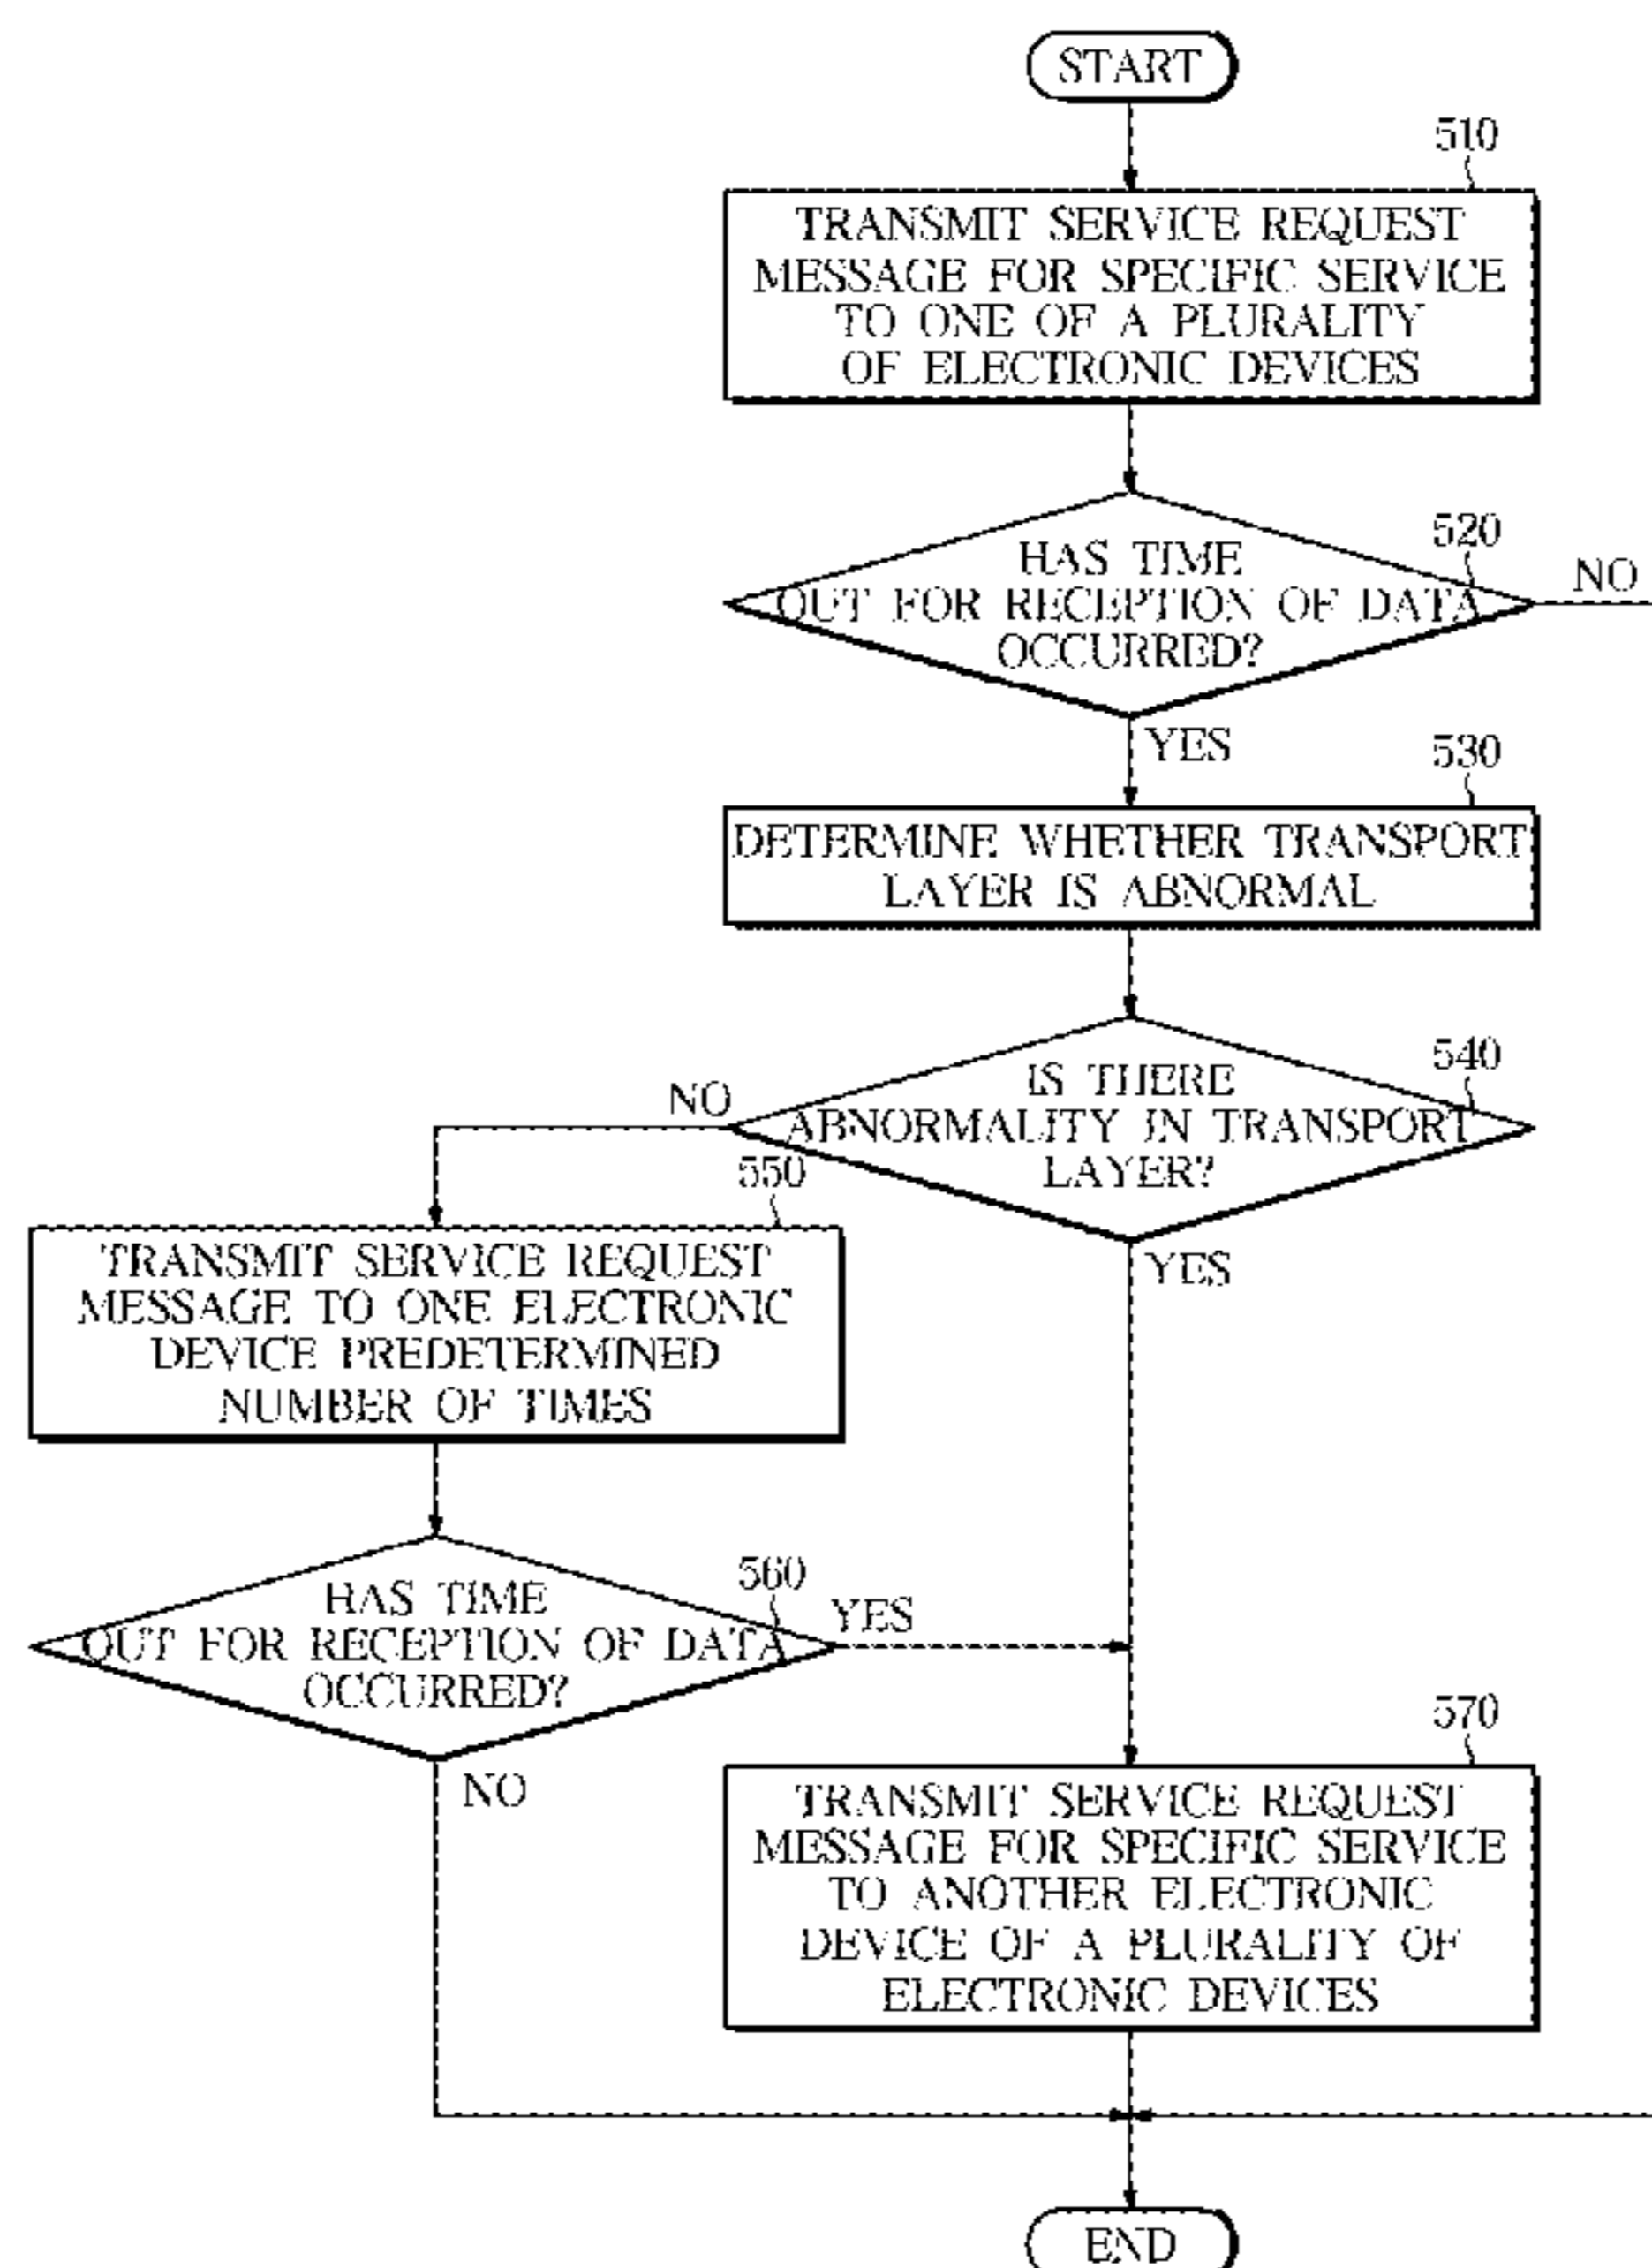 START
510
TRANSMIT SERVICE REQUEST
MESSAGE FOR SPECIFIC SERVICE
TO ONE OF A PLURALITY
OF ELECTRONIC DEVICES
520
HAS TIME
OUT FOR RECEPTION OF DATA
OCCURRED?
NO
YES
530
DETERMINE WHETHER TRANSPORT
LAYER IS ABNORMAL
540
IS THERE
ABNORMALITY IN TRANSPORT
LAYER?
NO
YES
550
TRANSMIT SERVICE REQUEST
MESSAGE TO ONE ELECTRONIC
DEVICE PREDETERMINED
NUMBER OF TIMES
560
HAS TIME
OUT FOR RECEPTION OF DATA
OCCURRED?
YES
NO
570
TRANSMIT SERVICE REQUEST
MESSAGE FOR SPECIFIC SERVICE
TO ANOTHER ELECTRONIC
DEVICE OF A PLURALITY OF
ELECTRONIC DEVICES
END